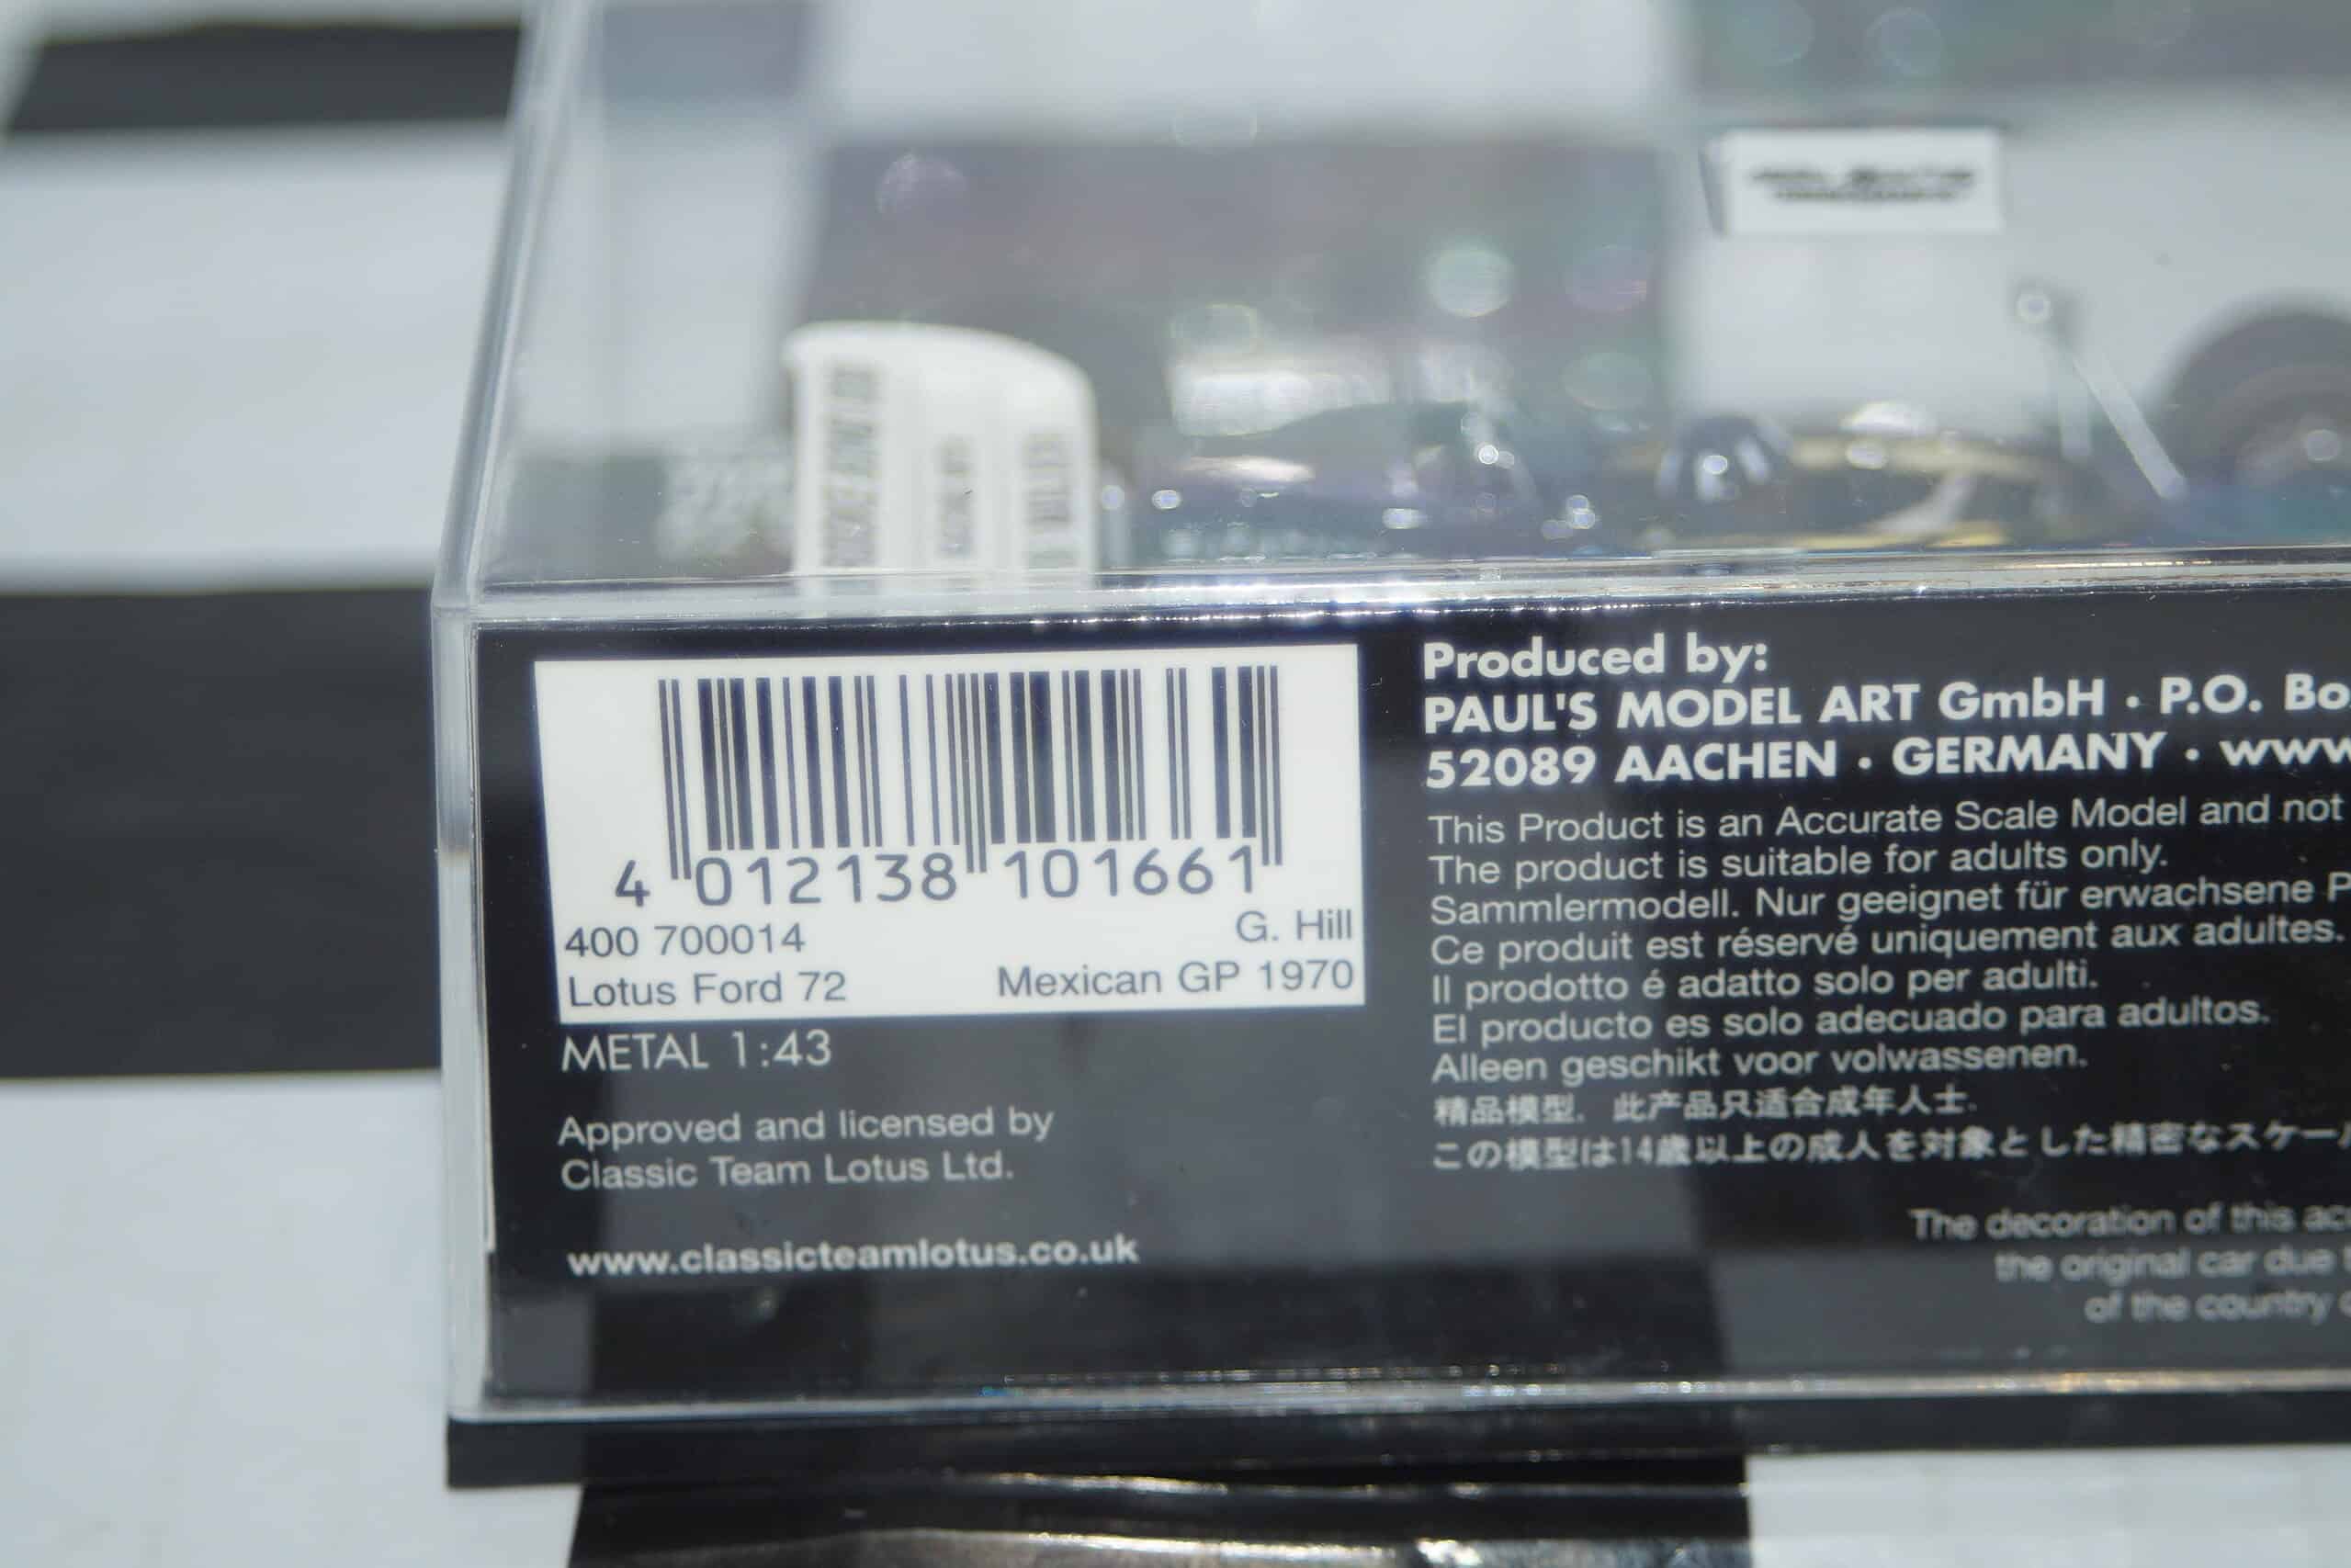 4 012138 101661
400 700014
G. Hill
Lotus Ford 72
Mexican GP 1970
METAL 1:43
Approved and licensed by
Classic Team Lotus Ltd.
www.classicteamlotus.co.uk
Produced by:
PAUL'S MODEL ART GmbH · P.O. Bo
52089 AACHEN · GERMANY · www
This Product is an Accurate Scale Model and not
The product is suitable for adults only.
Sammlermodell. Nur geeignet für erwachsene P
Ce produit est réservé uniquement aux adultes.
Il prodotto é adatto solo per adulti.
El producto es solo adecuado para adultos.
Alleen geschikt voor volwassenen.
精品模型. 此产品只适合成年人士.
この模型は14歳以上の成人を対象とした精密なスケー
The decoration of this ac
the original car due
of the country